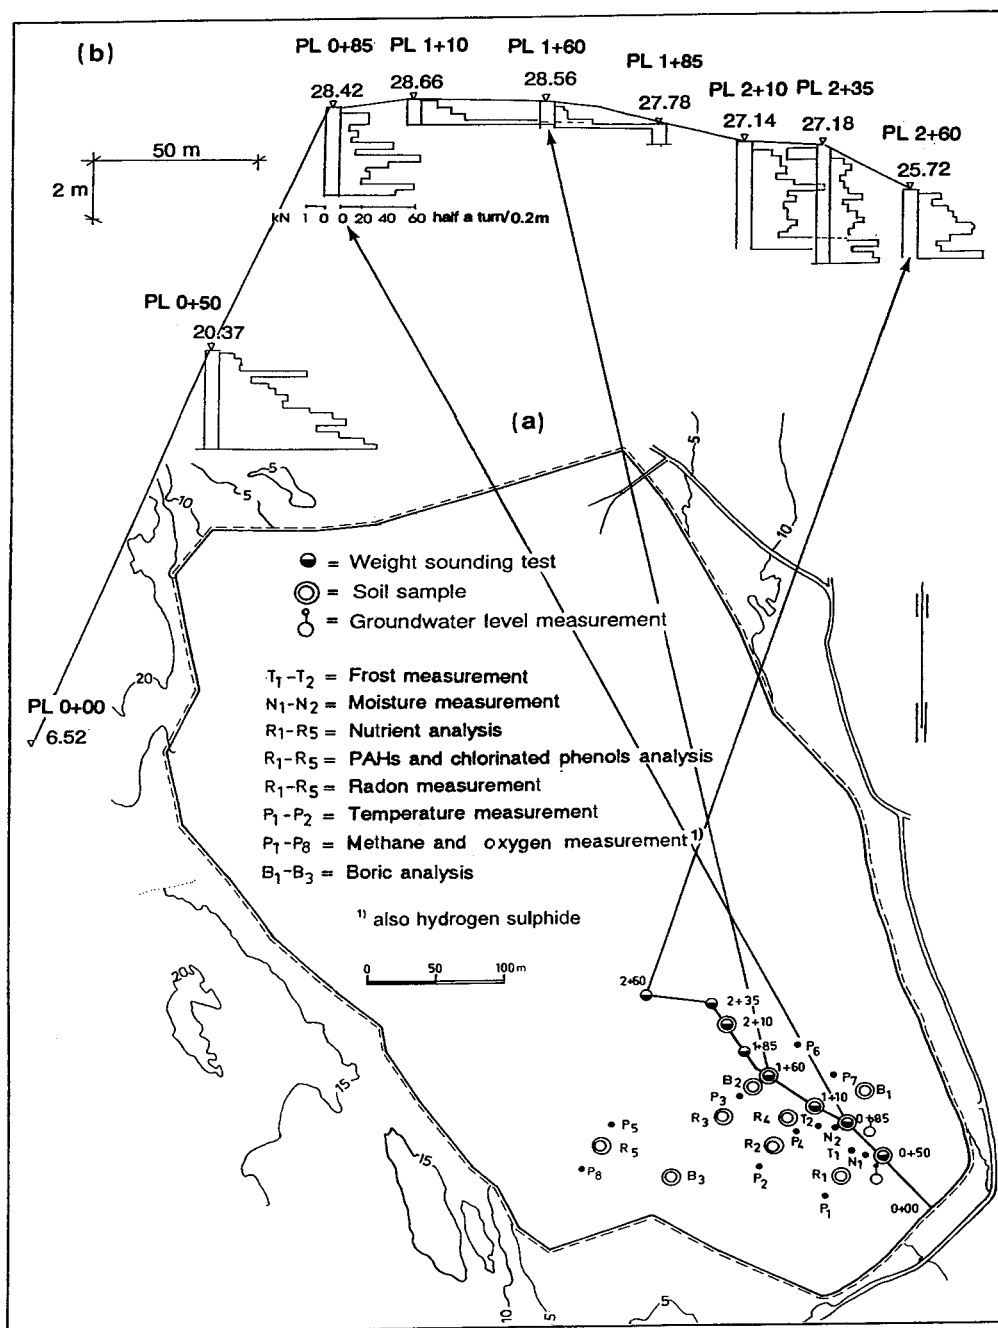 (b)
PL 0+85 PL 1+10 PL 1+60 PL 1+85
28.42 28.66 28.56 27.78
PL 2+10 PL 2+35 PL 2+60
27.14 27.18 25.72
50 m
2 m
kN 1 0 0 20 40 60 half a turn/0.2m
PL 0+50
20.37
(a)
5
10
5
5
10
20
PL 0+00
6.52
= Weight sounding test
= Soil sample
= Groundwater level measurement
T1-T2 = Frost measurement
N1-N2 = Moisture measurement
R1-R5 = Nutrient analysis
R1-R5 = PAHs and chlorinated phenols analysis
R1-R5 = Radon measurement
P1-P2 = Temperature measurement
P1-P8 = Methane and oxygen measurement 1)
B1-B3 = Boric analysis
1) also hydrogen sulphide
0 50 100 m
20
15
15
2+60
2+35
2+10
1+85
P6
1+60
P7
B2
B1
P3
1+10
R3
R4
T2
0+85
N2
P5
P4
R5
R2
T1
N1
0+50
P8
B3
P2
R1
P1
0+00
10
5
5
5